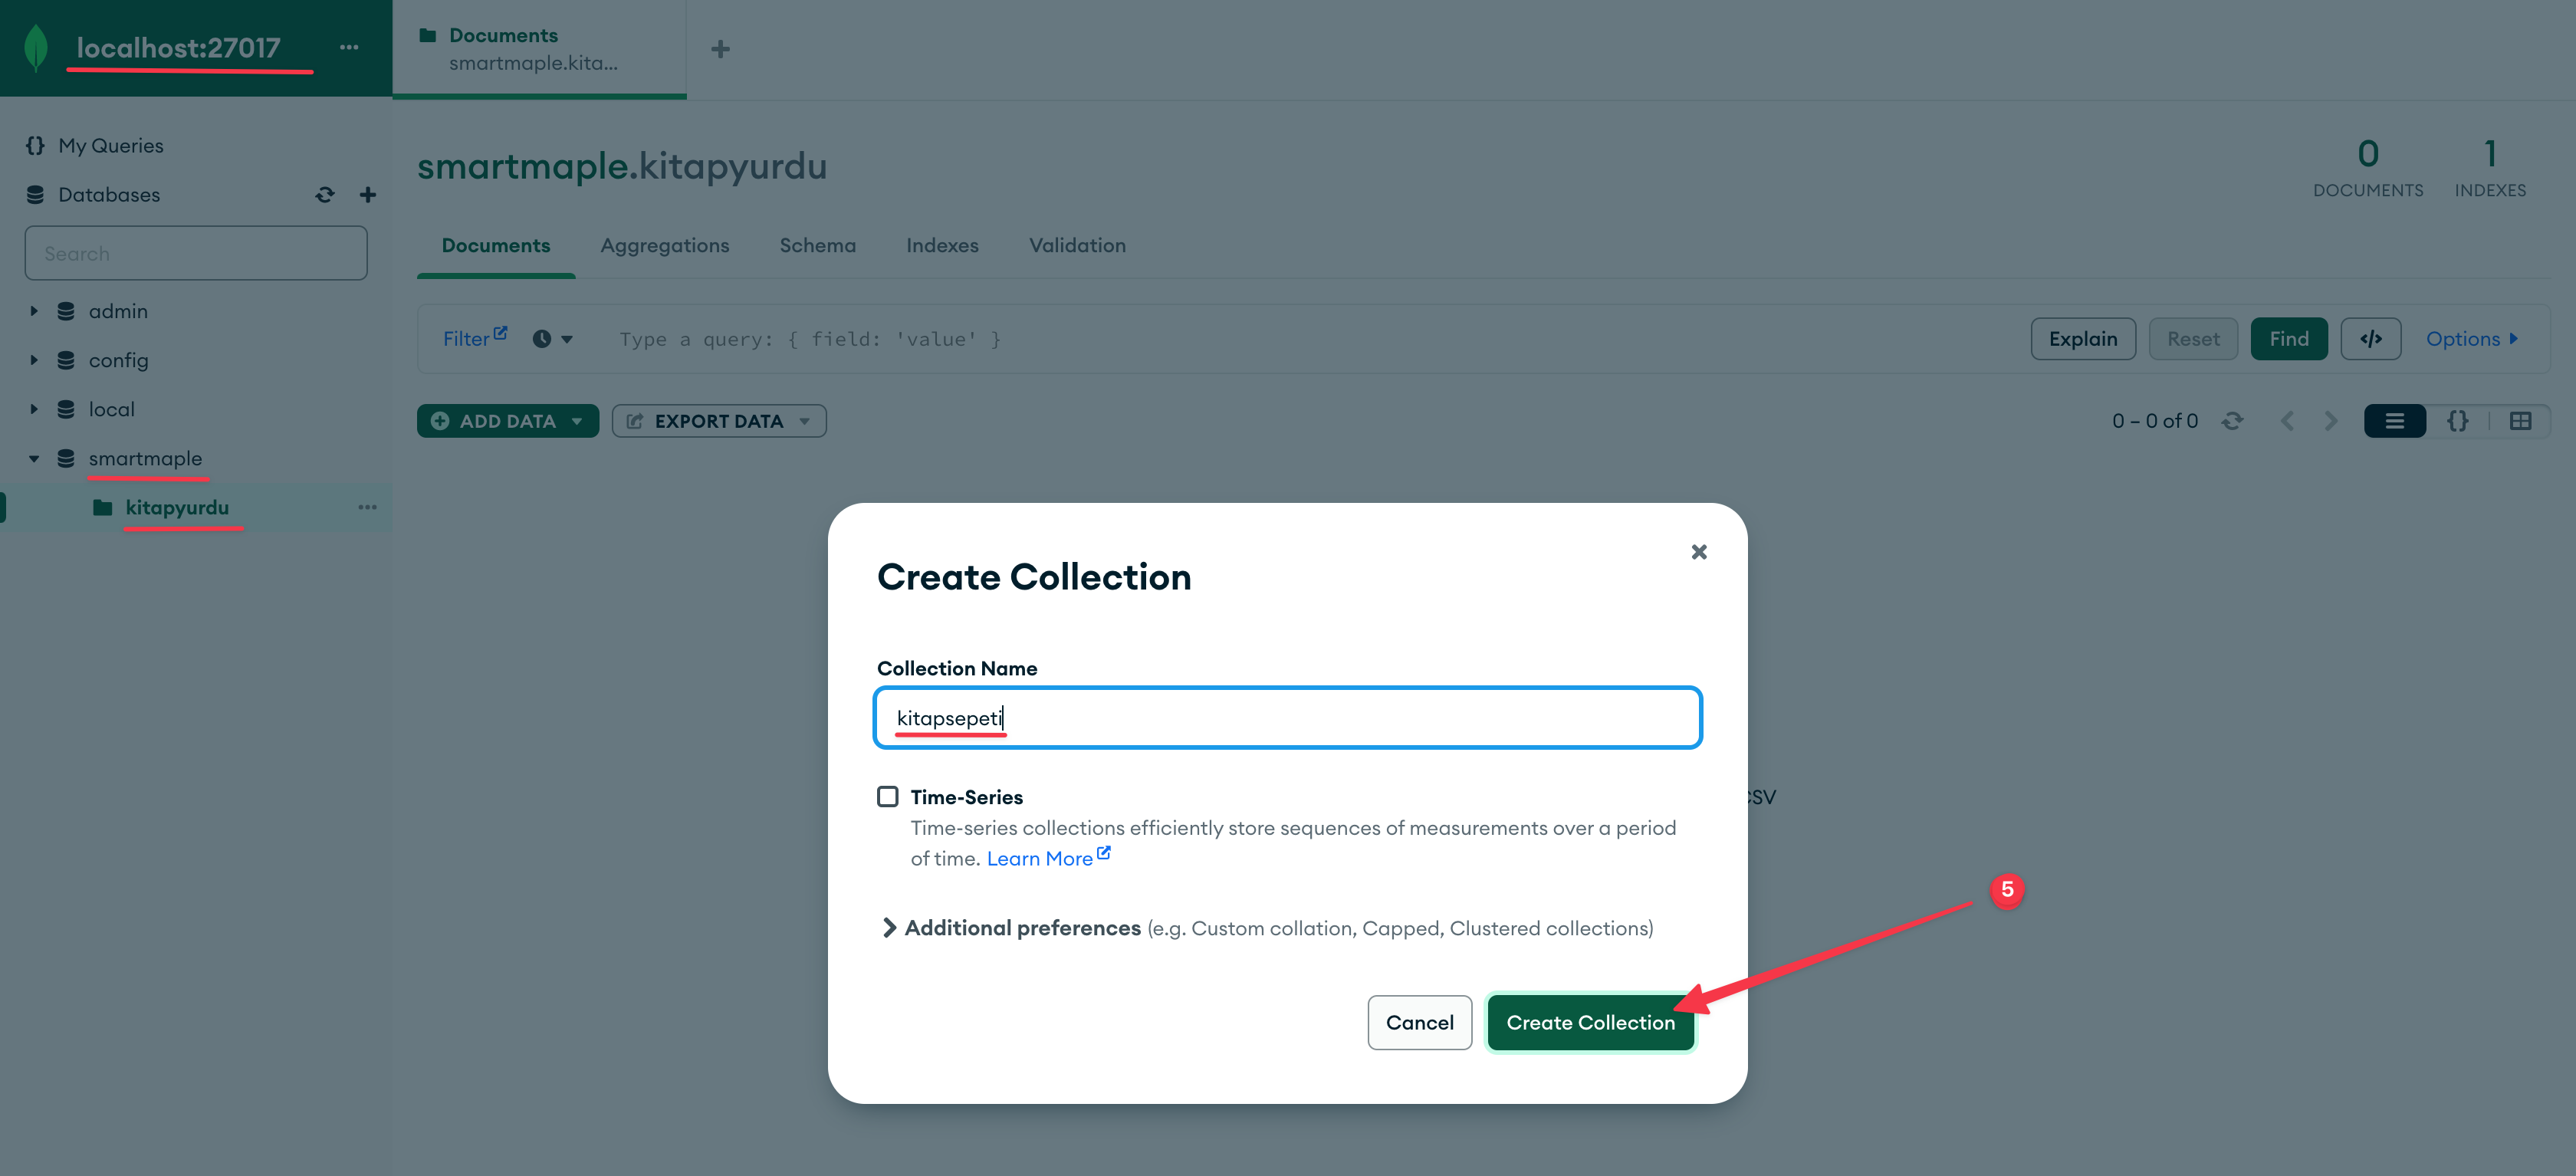 localhost:27017
Documents
smartmaple.kita...
My Queries
Databases
Search
admin
config
local
smartmaple
kitapyurdu
smartmaple.kitapyurdu
0
DOCUMENTS
1
INDEXES
Documents Aggregations Schema Indexes Validation
Filter Type a query: { field: 'value' } Explain Reset Find </> Options
ADD DATA EXPORT DATA 0 – 0 of 0 {}
Create Collection
Collection Name
kitapsepeti
Time-Series
Time-series collections efficiently store sequences of measurements over a period
of time. Learn More
CSV
Additional preferences (e.g. Custom collation, Capped, Clustered collections)
5
Cancel Create Collection